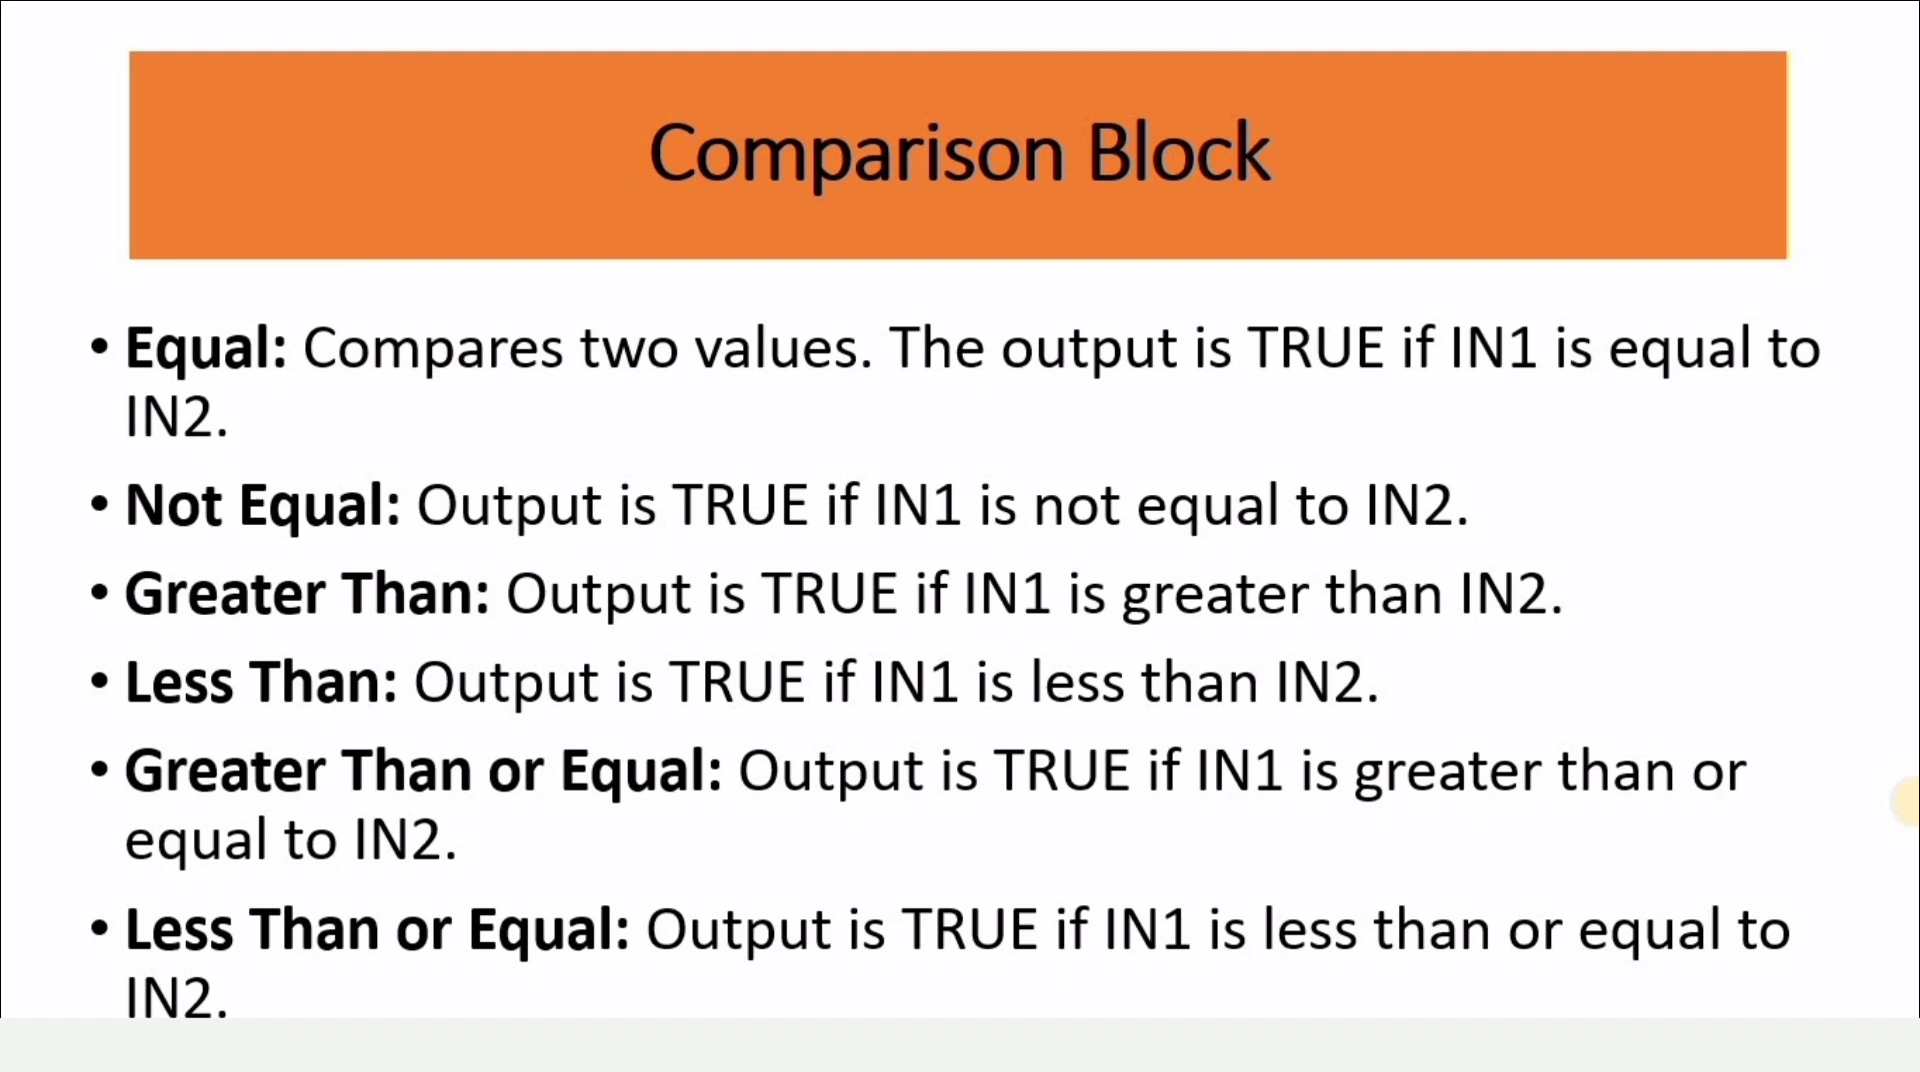 Comparison Block
• Equal: Compares two values. The output is TRUE if IN1 is equal to
IN2.
• Not Equal: Output is TRUE if IN1 is not equal to IN2.
• Greater Than: Output is TRUE if IN1 is greater than IN2.
• Less Than: Output is TRUE if IN1 is less than IN2.
• Greater Than or Equal: Output is TRUE if IN1 is greater than or
equal to IN2.
• Less Than or Equal: Output is TRUE if IN1 is less than or equal to
IN2.